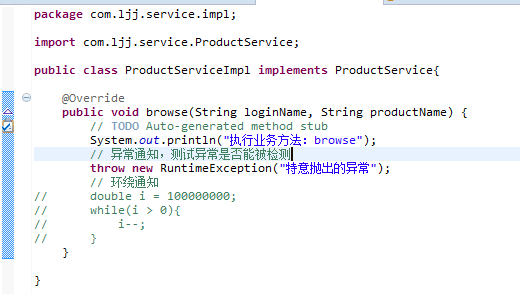 package com.ljj.service.impl;
import com.ljj.service.ProductService;
public class ProductServiceImpl implements ProductService{
@Override
public void browse(String loginName, String productName) {
// TODO Auto-generated method stub
System.out.println("执行业务方法：browse");
// 异常通知，测试异常是否能被检测
throw new RuntimeException("特意抛出的异常");
// 环绕通知
// double i = 100000000;
// while(i > 0){
// i--;
// }
}
}